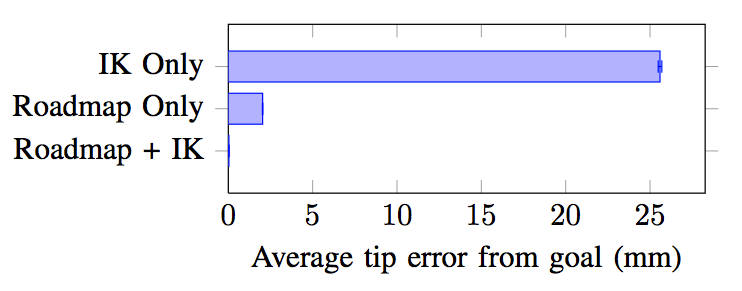 IK Only
Roadmap Only
Roadmap + IK
0 5 10 15 20 25
Average tip error from goal (mm)